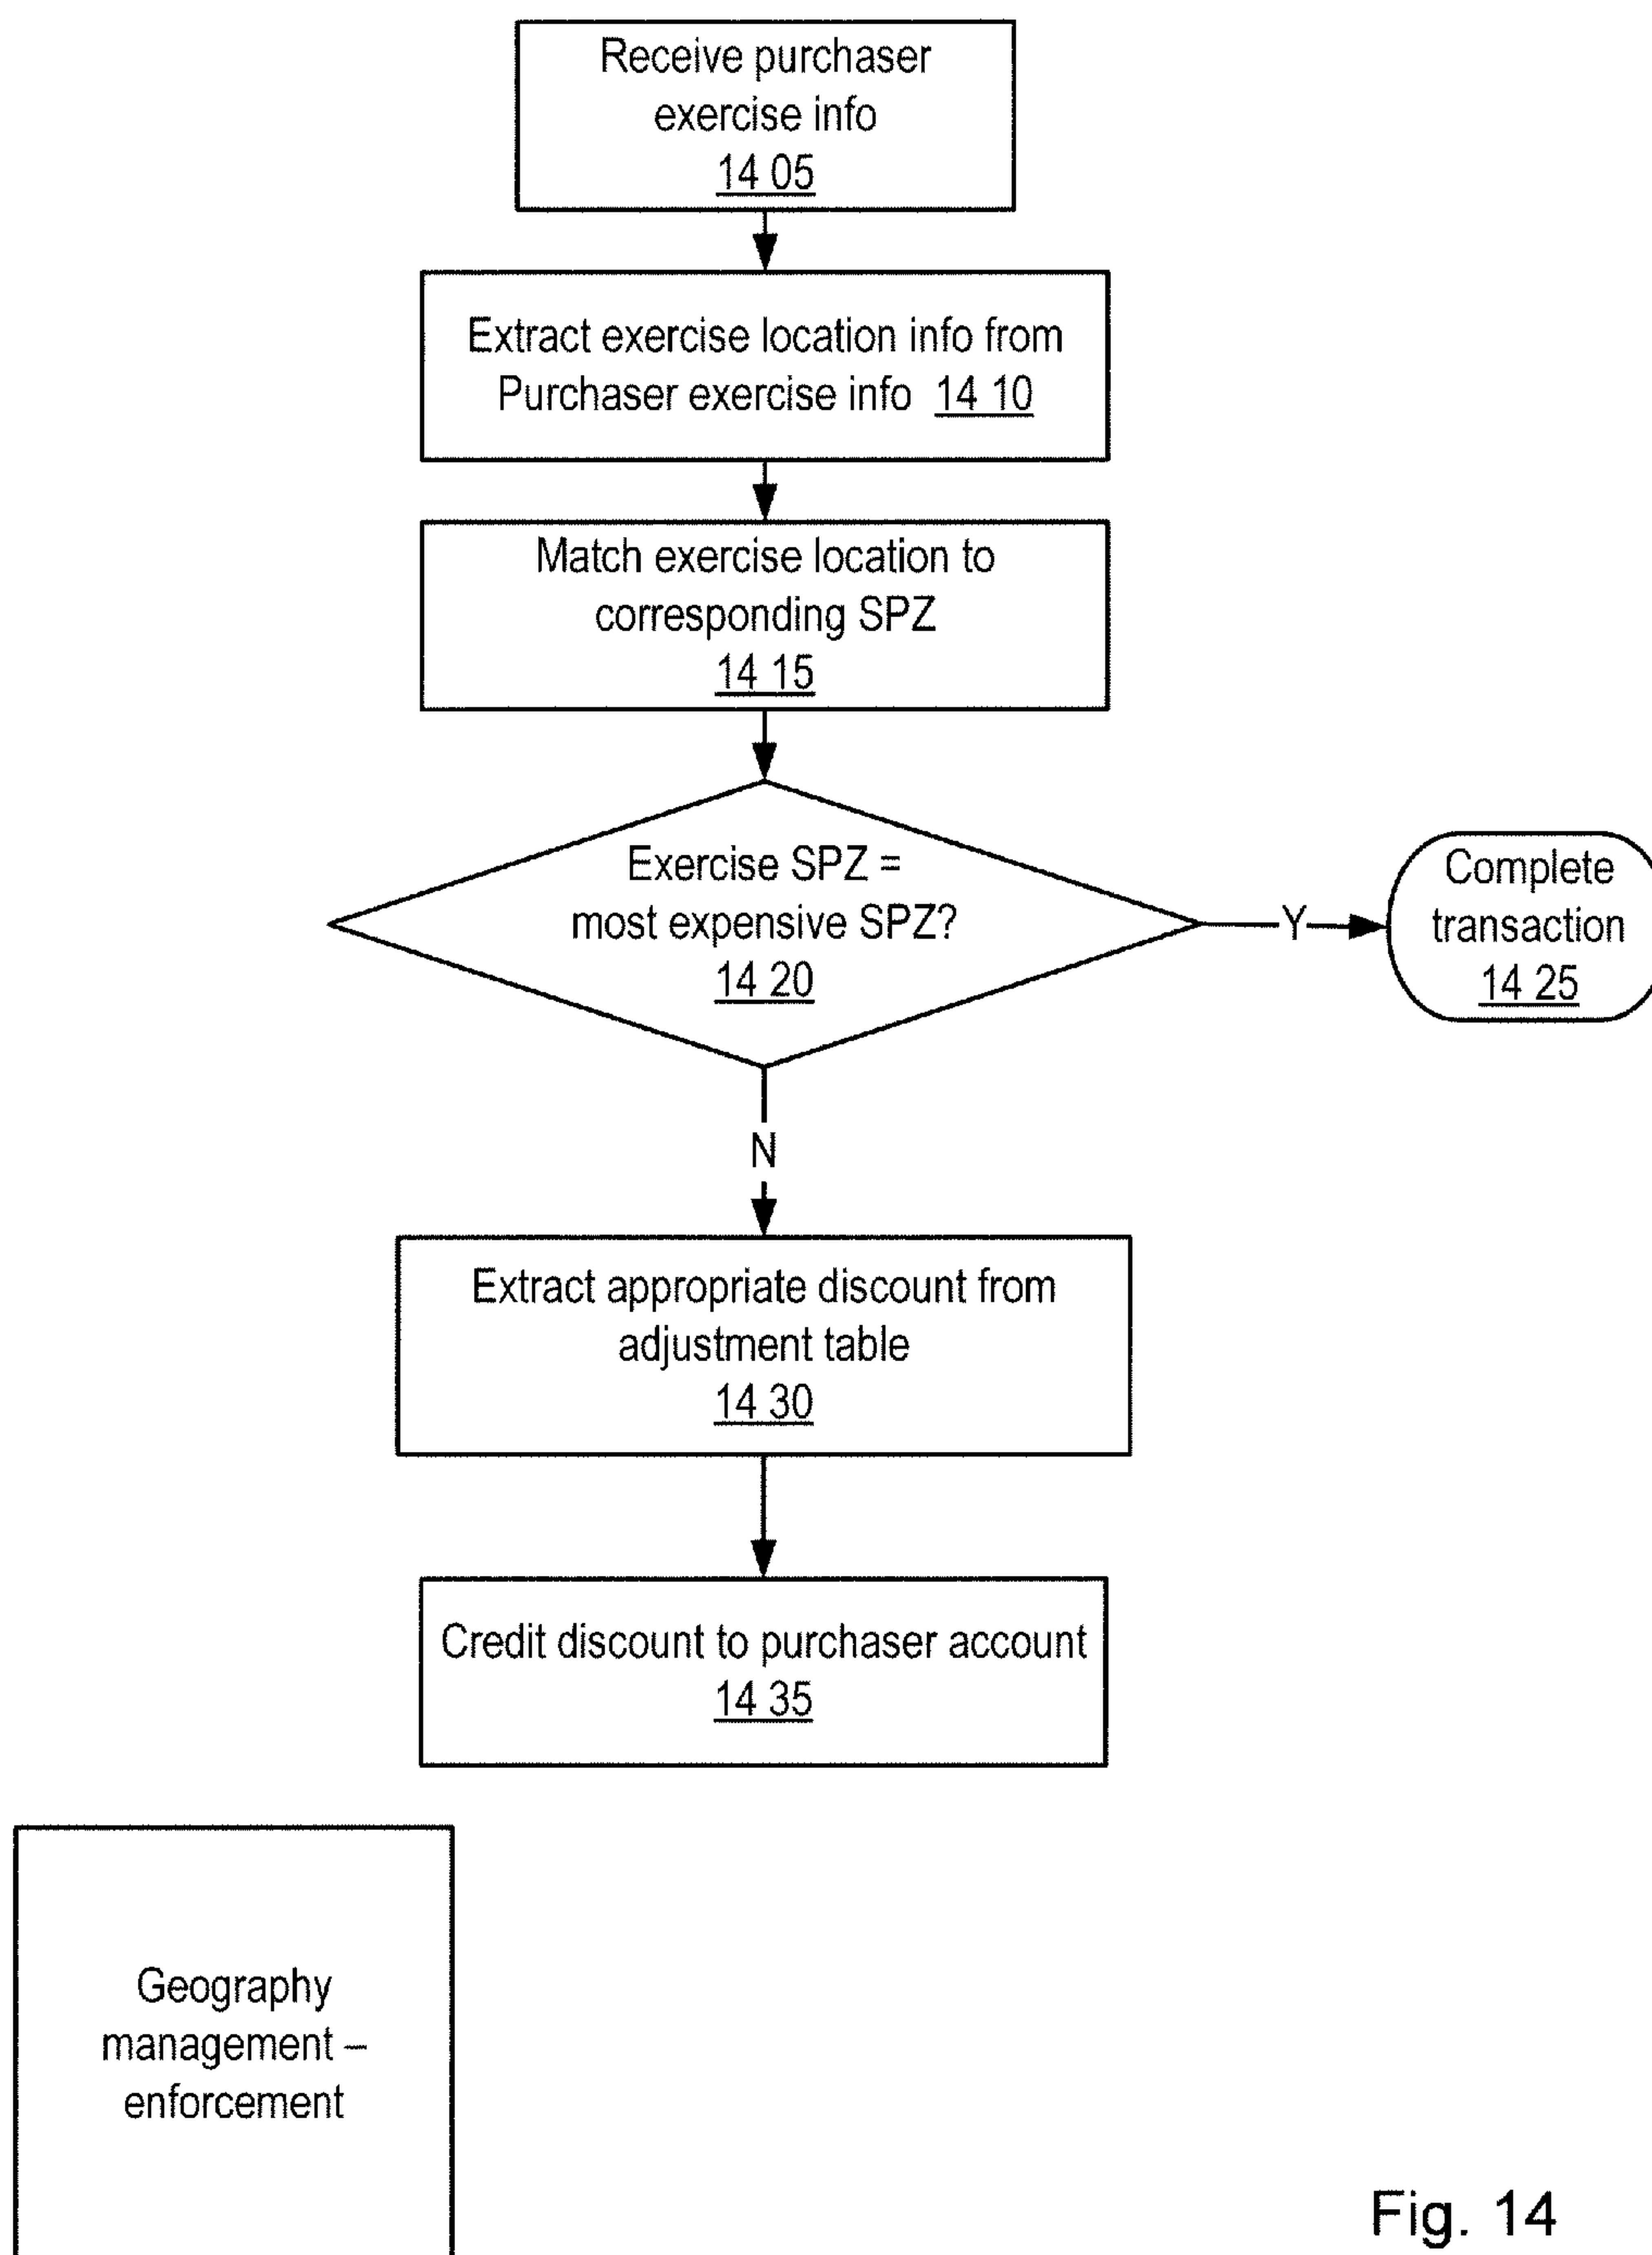 Receive purchaser
exercise info
14 05
Extract exercise location info from
Purchaser exercise info 14 10
Match exercise location to
corresponding SPZ
14 15
Exercise SPZ =
most expensive SPZ?
14 20
Y
Complete
transaction
14 25
N
Extract appropriate discount from
adjustment table
14 30
Credit discount to purchaser account
14 35
Geography
management –
enforcement
Fig. 14